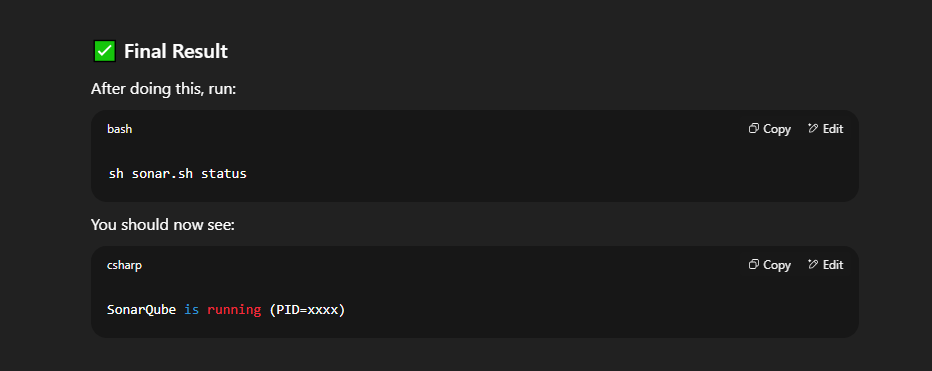 ✅ Final Result
After doing this, run:
bash
Copy Edit
sh sonar.sh status
You should now see:
csharp
Copy Edit
SonarQube is running (PID=xxxx)